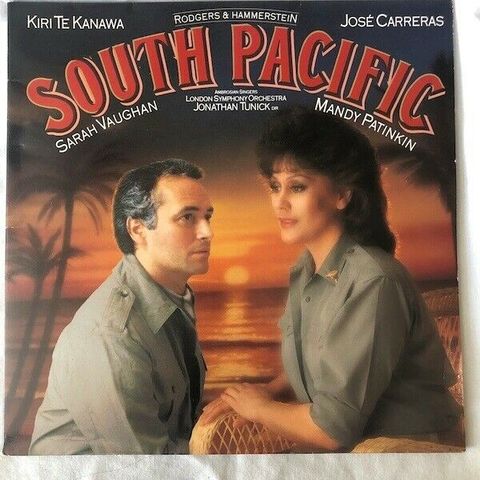 KIRI TE KANAWA
RODGERS & HAMMERSTEIN
JOSÉ CARRERAS
SOUTH PACIFIC
SARAH VAUGHAN
AMBROSIAN SINGERS
LONDON SYMPHONY ORCHESTRA
JONATHAN TUNICK DIR
MANDY PATINKIN